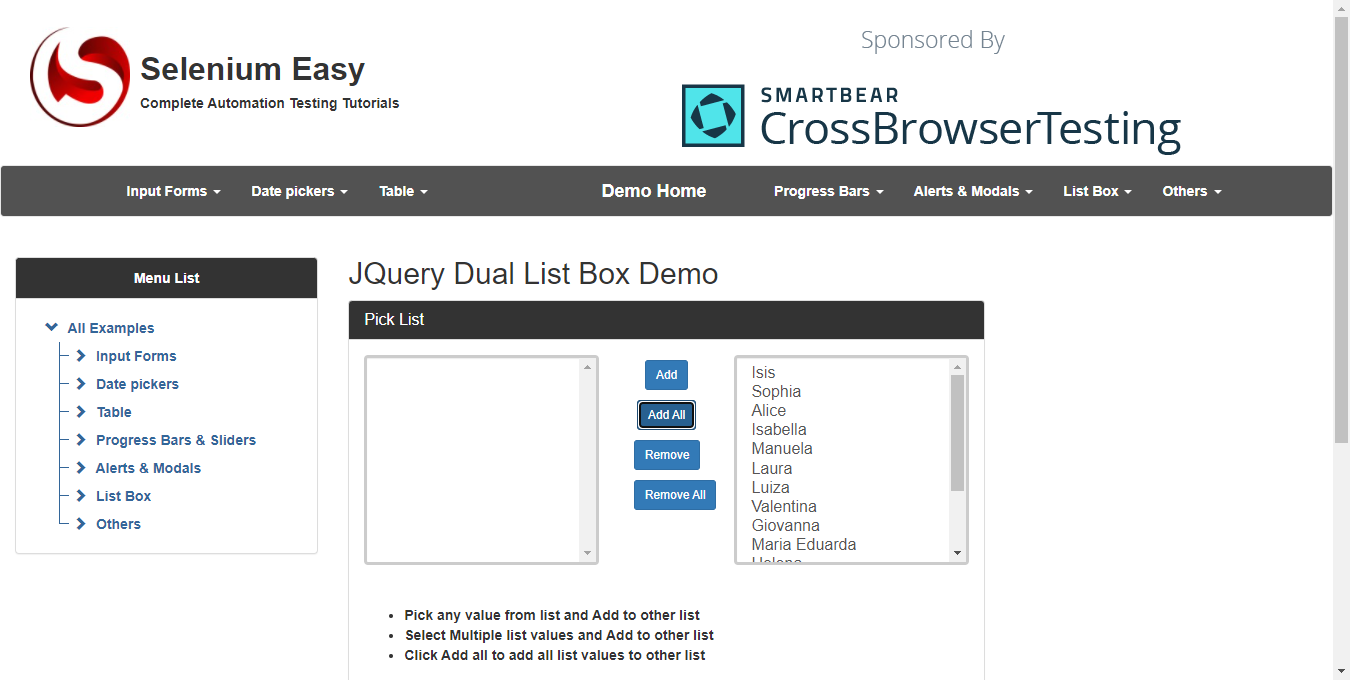 Sponsored By
Selenium Easy
Complete Automation Testing Tutorials
SMARTBEAR
CrossBrowserTesting
Input Forms Date pickers Table Demo Home Progress Bars Alerts & Modals List Box Others
Menu List
All Examples
Input Forms
Date pickers
Table
Progress Bars & Sliders
Alerts & Modals
List Box
Others
JQuery Dual List Box Demo
Pick List
Add
Add All
Remove
Remove All
Isis
Sophia
Alice
Isabella
Manuela
Laura
Luiza
Valentina
Giovanna
Maria Eduarda
Pick any value from list and Add to other list
Select Multiple list values and Add to other list
Click Add all to add all list values to other list